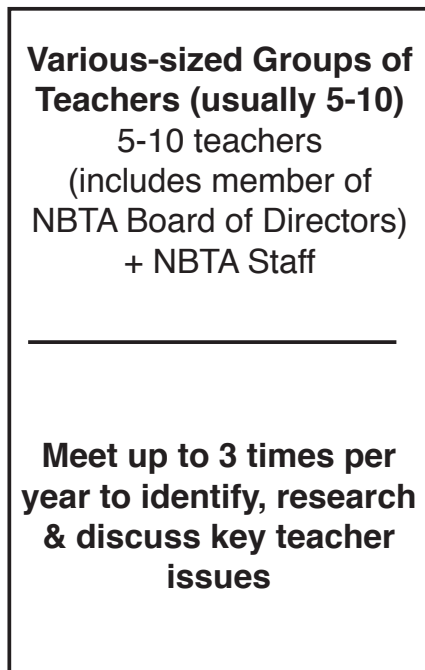 Various-sized Groups of
Teachers (usually 5-10)
5-10 teachers
(includes member of
NBTA Board of Directors)
+ NBTA Staff
Meet up to 3 times per
year to identify, research
& discuss key teacher
issues